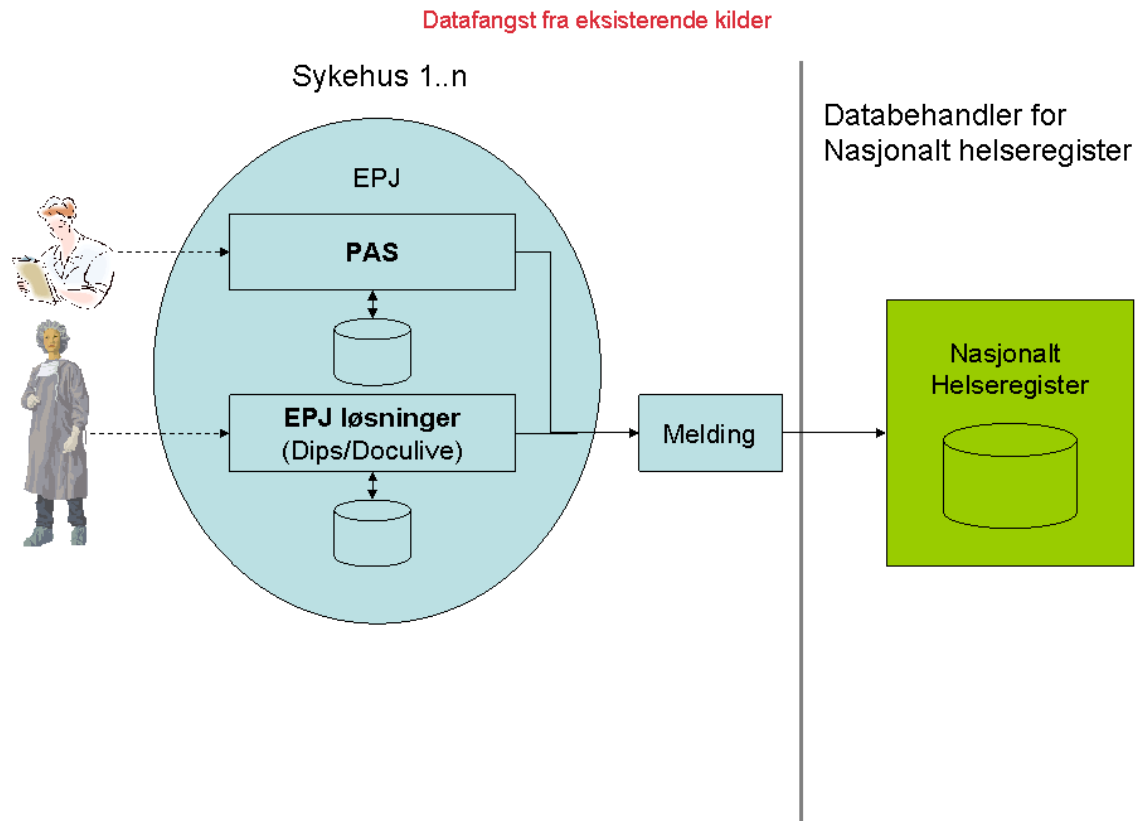 Datafangst fra eksisterende kilder
Sykehus 1..n
Databehandler for
Nasjonalt helseregister
EPJ
PAS
EPJ løsninger
(Dips/Doculive)
Melding
Nasjonalt
Helseregister